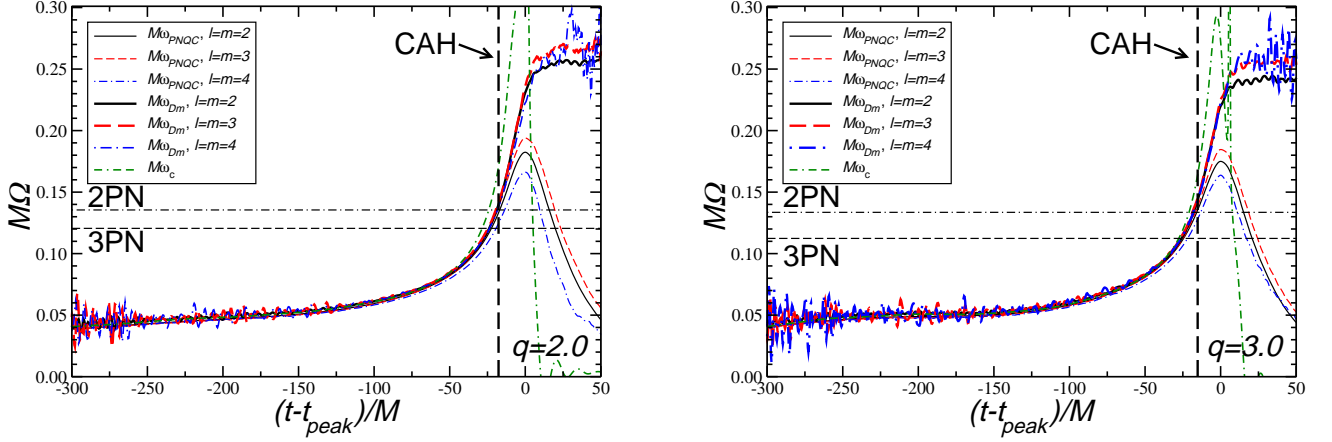 0.30
0.25
0.20
0.15
0.10
0.05
0.00
MΩ
Mω_PNQC, l=m=2
Mω_PNQC, l=m=3
Mω_PNQC, l=m=4
Mω_Dm, l=m=2
Mω_Dm, l=m=3
Mω_Dm, l=m=4
Mω_c
CAH
2PN
3PN
q=2.0
-300 -250 -200 -150 -100 -50 0 50
(t-t_peak)/M
0.30
0.25
0.20
0.15
0.10
0.05
0.00
MΩ
Mω_PNQC, l=m=2
Mω_PNQC, l=m=3
Mω_PNQC, l=m=4
Mω_Dm, l=m=2
Mω_Dm, l=m=3
Mω_Dm, l=m=4
Mω_c
CAH
2PN
3PN
q=3.0
-300 -250 -200 -150 -100 -50 0 50
(t-t_peak)/M